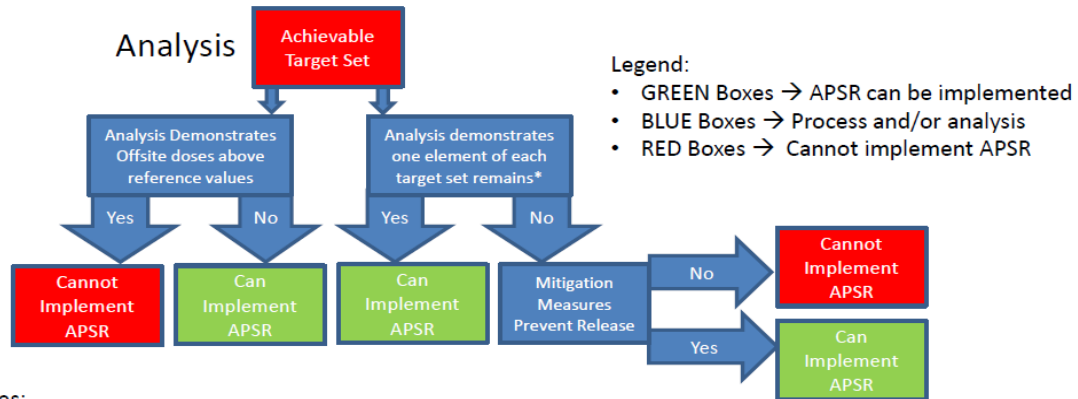 Analysis
Achievable
Target Set
Legend:
• GREEN Boxes → APSR can be implemented
• BLUE Boxes → Process and/or analysis
• RED Boxes → Cannot implement APSR
Analysis Demonstrates
Offsite doses above
reference values
Analysis demonstrates
one element of each
target set remains*
Yes
No
Yes
No
Cannot
Implement
APSR
Can
Implement
APSR
Can
Implement
APSR
Mitigation
Measures
Prevent Release
No
Cannot
Implement
APSR
Yes
Can
Implement
APSR